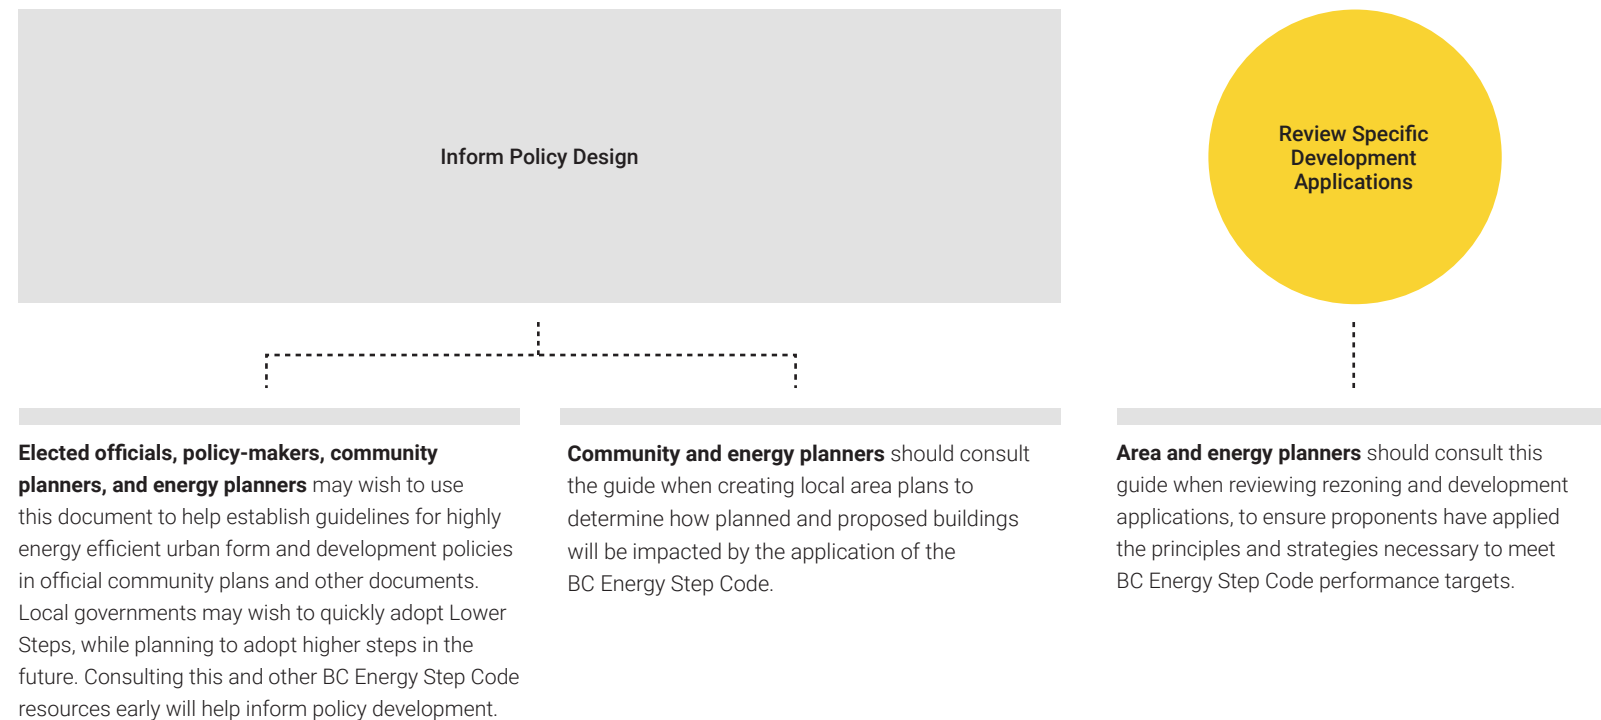 Inform Policy Design
Review Specific
Development
Applications
Elected officials, policy-makers, community
planners, and energy planners may wish to use
this document to help establish guidelines for highly
energy efficient urban form and development policies
in official community plans and other documents.
Local governments may wish to quickly adopt Lower
Steps, while planning to adopt higher steps in the
future. Consulting this and other BC Energy Step Code
resources early will help inform policy development.
Community and energy planners should consult
the guide when creating local area plans to
determine how planned and proposed buildings
will be impacted by the application of the
BC Energy Step Code.
Area and energy planners should consult this
guide when reviewing rezoning and development
applications, to ensure proponents have applied
the principles and strategies necessary to meet
BC Energy Step Code performance targets.